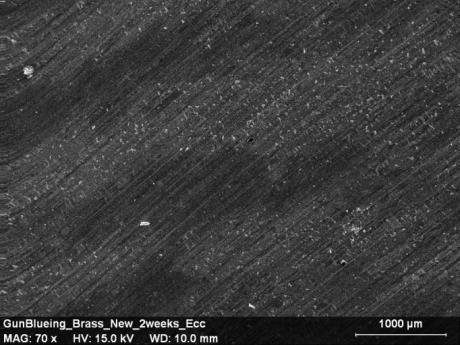 GunBlueing_Brass_New_2weeks_Ecc
MAG: 70 x HV: 15.0 kV WD: 10.0 mm
1000 µm